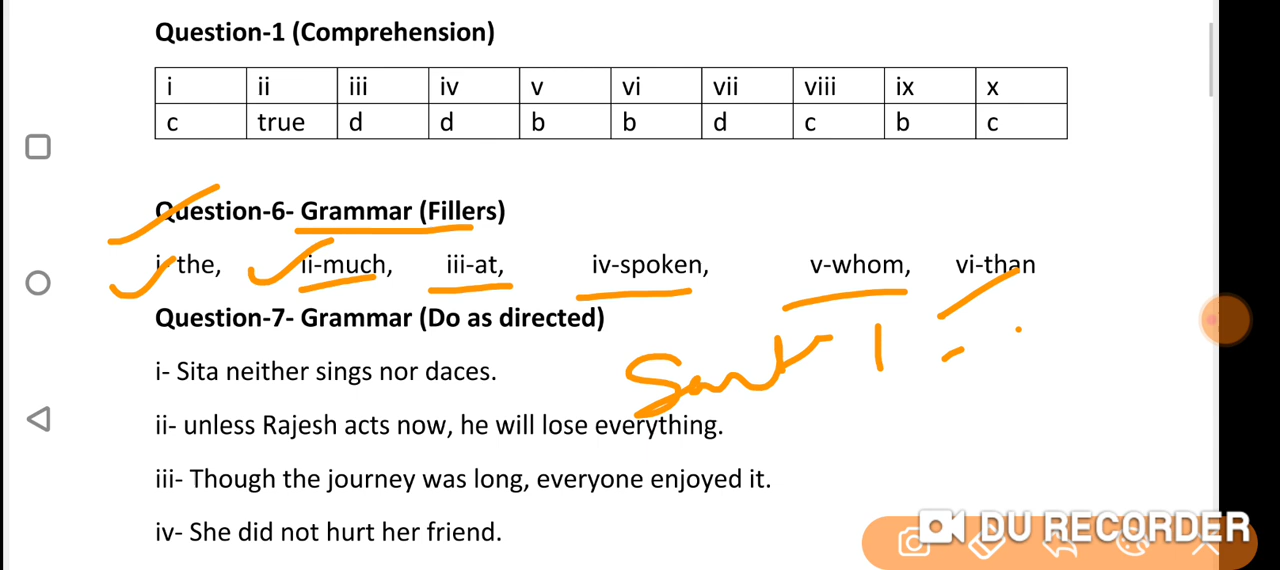 Question-1 (Comprehension)
i ii iii iv v vi vii viii ix x
c true d d b b d c b c
Question-6- Grammar (Fillers)
i-the, ii-much, iii-at, iv-spoken, v-whom, vi-than
Question-7- Grammar (Do as directed)
i- Sita neither sings nor daces.
ii- unless Rajesh acts now, he will lose everything.
iii- Though the journey was long, everyone enjoyed it.
iv- She did not hurt her friend.
DU RECORDER